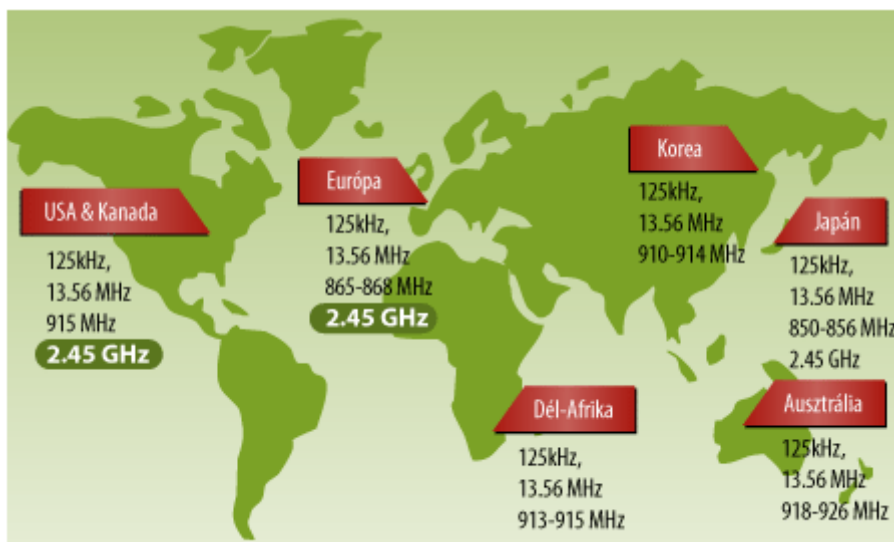 USA & Kanada
125kHz,
13.56 MHz
915 MHz
2.45 GHz
Európa
125kHz,
13.56 MHz
865-868 MHz
2.45 GHz
Korea
125kHz,
13.56 MHz
910-914 MHz
Japán
125kHz,
13.56 MHz
850-856 MHz
2.45 GHz
Dél-Afrika
125kHz,
13.56 MHz
913-915 MHz
Ausztrália
125kHz,
13.56 MHz
918-926 MHz